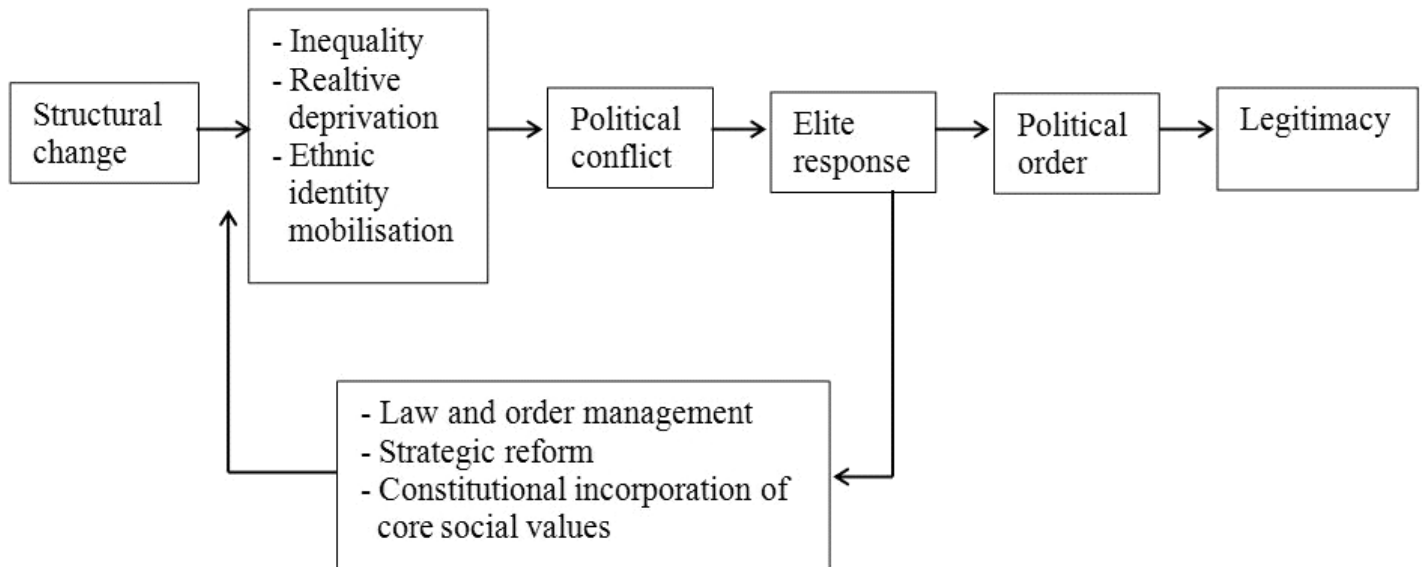 Structural
change
- Inequality
- Realtive
deprivation
- Ethnic
identity
mobilisation
Political
conflict
Elite
response
Political
order
Legitimacy
- Law and order management
- Strategic reform
- Constitutional incorporation of
core social values